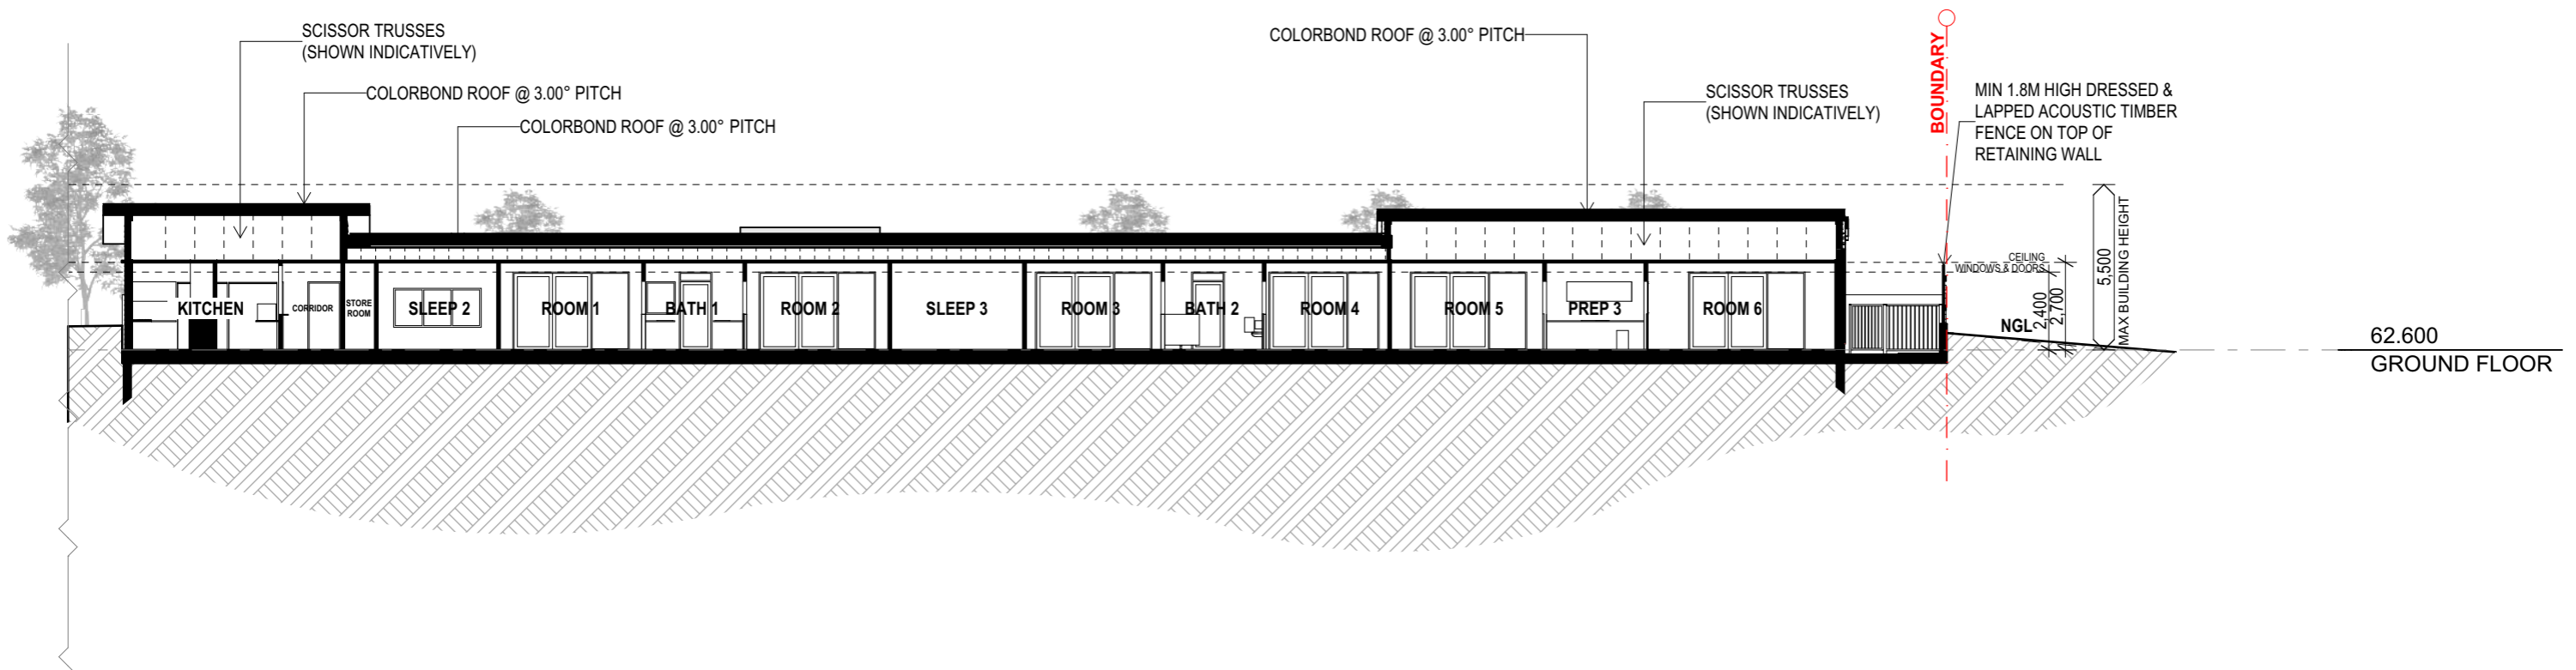 SCISSOR TRUSSES
(SHOWN INDICATIVELY)
COLORBOND ROOF @ 3.00° PITCH
COLORBOND ROOF @ 3.00° PITCH
COLORBOND ROOF @ 3.00° PITCH
SCISSOR TRUSSES
(SHOWN INDICATIVELY)
BOUNDARY
MIN 1.8M HIGH DRESSED &
LAPPED ACOUSTIC TIMBER
FENCE ON TOP OF
RETAINING WALL
CEILING
WINDOWS & DOORS
KITCHEN
CORRIDOR
STORE
ROOM
SLEEP 2
ROOM 1
BATH 1
ROOM 2
SLEEP 3
ROOM 3
BATH 2
ROOM 4
ROOM 5
PREP 3
ROOM 6
NGL
2,400
2,700
5,500
MAX BUILDING HEIGHT
62.600
GROUND FLOOR